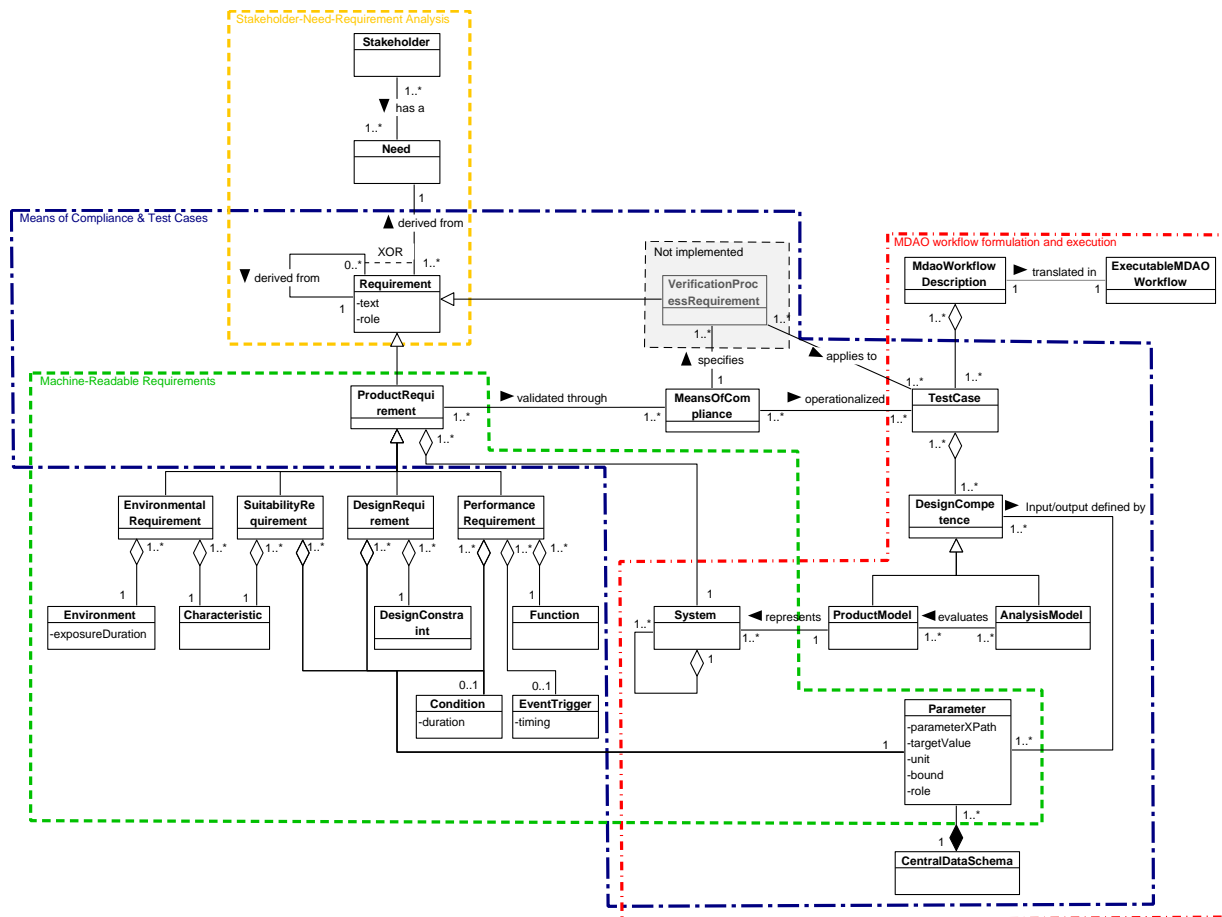 Stakeholder-Need-Requirement Analysis
Stakeholder
1..*
has a
1..*
Need
1
derived from
Means of Compliance & Test Cases
XOR
0..*
1..*
derived from
Requirement
-text
-role
1
Not implemented
VerificationProc
essRequirement
1..*
1..*
specifies
1
applies to
1..*
MDAO workflow formulation and execution
MdaoWorkflow
Description
translated in
1
1
ExecutableMDAO
Workflow
1..*
1..*
Machine-Readable Requirements
ProductRequi
rement
1..*
validated through
1..*
MeansOfCom
pliance
1..*
operationalized
1..*
TestCase
1..*
1..*
1..*
DesignCompe
tence
Input/output defined by
1..*
Environmental
Requirement
SuitabilityRe
quirement
DesignRequi
rement
Performance
Requirement
1..*
1..*
1..*
1..*
1..*
1..*
1..*
1..*
1..*
1
1
1
1
1
1
Environment
-exposureDuration
Characteristic
DesignConstra
int
Function
System
1..*
1
1..*
represents
1
ProductModel
1..*
evaluates
1..*
AnalysisModel
0..1
0..1
Condition
-duration
EventTrigger
-timing
Parameter
-parameterXPath
-targetValue
-unit
-bound
-role
1
1..*
1..*
1
CentralDataSchema